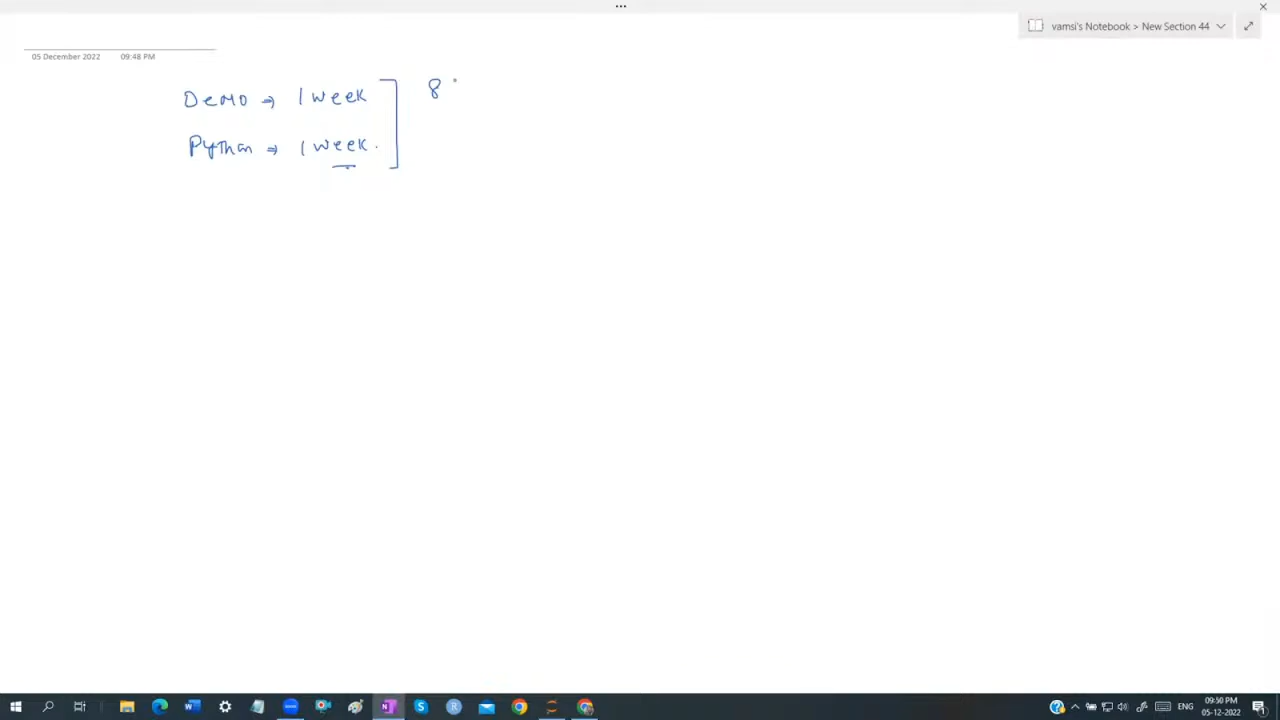 vamsi's Notebook > New Section 44
05 December 2022 09:48 PM
Demo ⇒ 1 week
8
Python ⇒ 1 week.
ENG
09:50 PM
05-12-2022